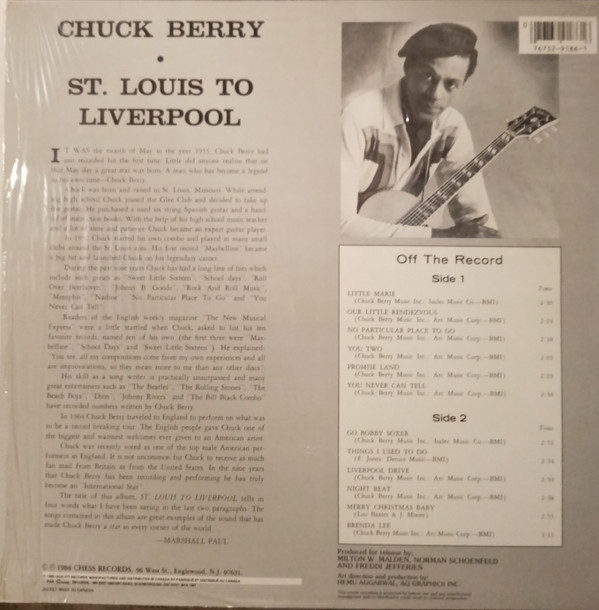 CHUCK BERRY
•
ST. LOUIS TO
LIVERPOOL
IT WAS the month of May in the year 1955. Chuck Berry had
just recorded for the first time. Little did anyone realize that on
that May day a great star was born. A man who has become a legend
in his own time—Chuck Berry.
Chuck was born and raised in St. Louis, Missouri. While attend-
ing high school Chuck joined the Glee Club and decided to take up
the guitar. He purchased a used six string Spanish guitar and a hand-
ful of instruction books. With the help of his high school music teacher
and a lot of time and patience Chuck became an expert guitar player.
In 1952 Chuck started his own combo and played in many small
clubs around the St. Louis area. His first record "Maybelline" became
a big hit and launched Chuck on his legendary career.
During the past nine years Chuck has had a long line of hits which
include such greats as "Sweet Little Sixteen", "School days", "Roll
Over Beethoven", "Johnny B. Goode", "Rock And Roll Music",
"Memphis", "Nadine", "No Particular Place To Go" and "You
Never Can Tell".
Readers of the English weekly magazine "The New Musical
Express" were a little startled when Chuck, asked to list his ten
favorite records, named ten of his own (the first three were "May-
belline", "School Days" and "Sweet Little Sixteen"). He explained:
"You see, all my compositions come from my own experiences and all
are improvisations, so they mean more to me than any other discs".
His skill as a song writer is practically unsurpassed and many
great entertainers such as "The Beatles", "The Rolling Stones", "The
Beach Boys", "Dion", "Johnny Rivers" and "The Bill Black Combo"
have recorded numbers written by Chuck Berry.
In 1964 Chuck Berry traveled to England to perform on what was
to be a record breaking tour. The English people gave Chuck one of
the biggest and warmest welcomes ever given to an American artist.
Chuck was recently voted as one of the top male American per-
formers in England. It is not uncommon for Chuck to receive as much
fan mail from Britain as from the United States. In the nine years
that Chuck Berry has been recording and performing he has truly
become an "International Star".
The title of this album, ST. LOUIS TO LIVERPOOL tells in
four words what I have been saying in the last two paragraphs. The
songs contained in this album are great examples of the sound that has
made Chuck Berry a star in every corner of the world.
—MARSHALL PAUL
© ℗ 1984 CHESS RECORDS, 96 West St., Englewood, N.J. 07631
0
76732-9186-1
Off The Record
Side 1
Time
LITTLE MARIE
(Chuck Berry Music Inc. Isalee Music Co—BMI)
OUR LITTLE RENDEZVOUS
(Chuck Berry Music Inc. Arc Music Corp.—BMI)
NO PARTICULAR PLACE TO GO
(Chuck Berry Music Inc. Arc Music Corp.—BMI)
YOU TWO
(Chuck Berry Music Inc. Arc Music Corp.—BMI)
PROMISE LAND
(Chuck Berry Music Inc. Arc Music Corp.—BMI)
YOU NEVER CAN TELL
(Chuck Berry Music Inc. Arc Music Corp.—BMI)
Side 2
Time
GO BOBBY SOXER
(Chuck Berry Music Inc. Isalee Music Co—BMI)
THINGS I USED TO DO
(E. Jones Venice Music—BMI)
LIVERPOOL DRIVE
(Chuck Berry Music Inc. Arc Music Corp.—BMI)
NIGHT BEAT
(Chuck Berry Music Inc. Arc Music Corp.—BMI)
MERRY CHRISTMAS BABY
(Lou Baxter & J. Moore)
BRENDA LEE
(Chuck Berry Music Inc. Arc Music Corp.—BMI)
Produced for reissue by:
MILTON W. MALDEN, NORMAN SCHOENFELD
AND FREDDI JEFFERIES
Art direction and production by:
HEMU AGGARWAL, AQ GRAPHICS INC.